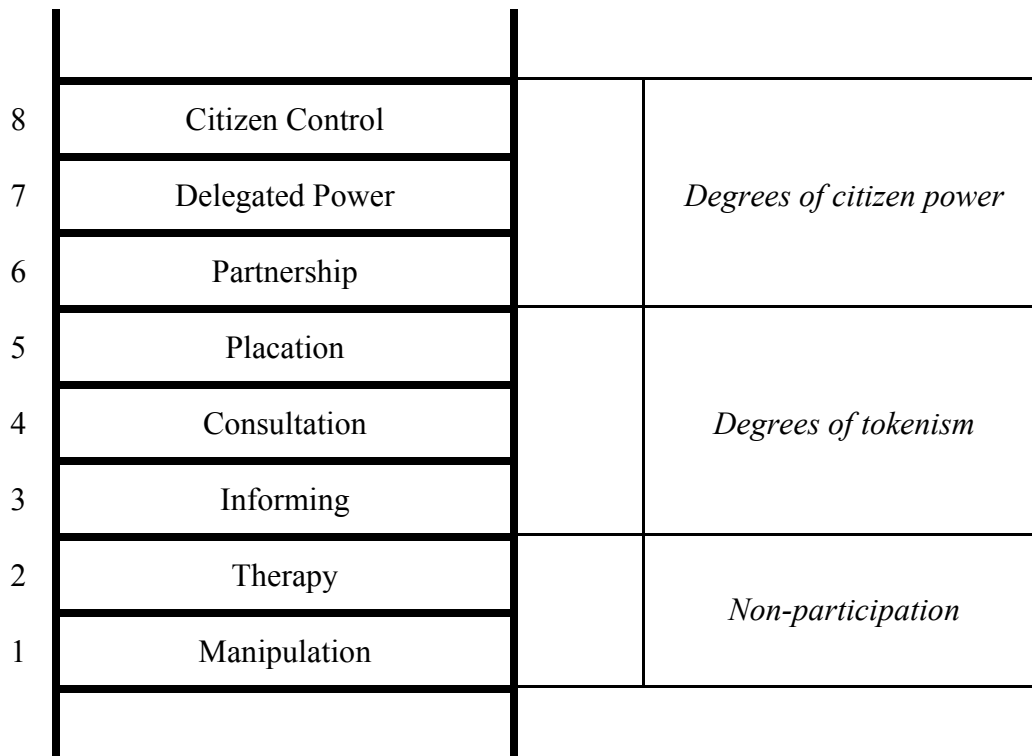 8 Citizen Control
7 Delegated Power
Degrees of citizen power
6 Partnership
5 Placation
4 Consultation
Degrees of tokenism
3 Informing
2 Therapy
Non-participation
1 Manipulation